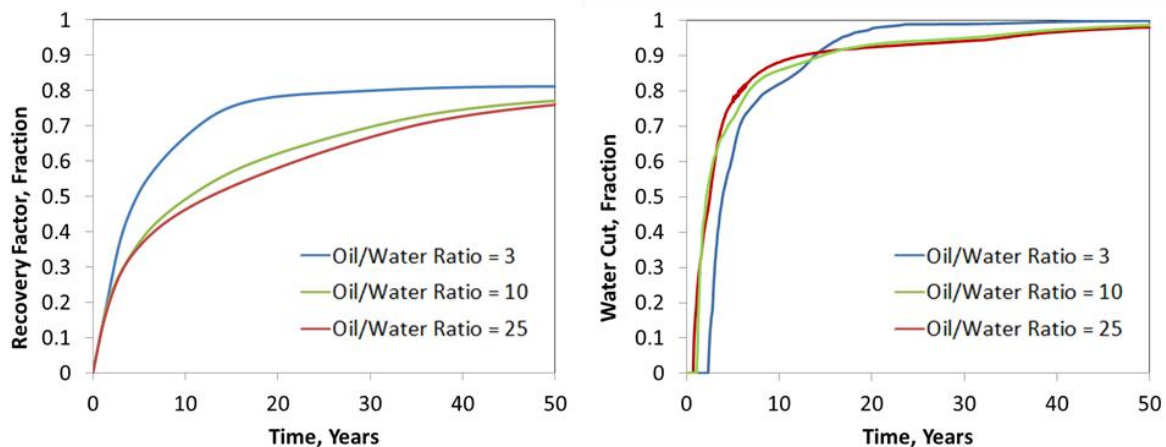 1
0.9
0.8
0.7
0.6
0.5
0.4
0.3
0.2
0.1
0
Recovery Factor, Fraction
Oil/Water Ratio = 3
Oil/Water Ratio = 10
Oil/Water Ratio = 25
0 10 20 30 40 50
Time, Years
1
0.9
0.8
0.7
0.6
0.5
0.4
0.3
0.2
0.1
0
Water Cut, Fraction
Oil/Water Ratio = 3
Oil/Water Ratio = 10
Oil/Water Ratio = 25
0 10 20 30 40 50
Time, Years